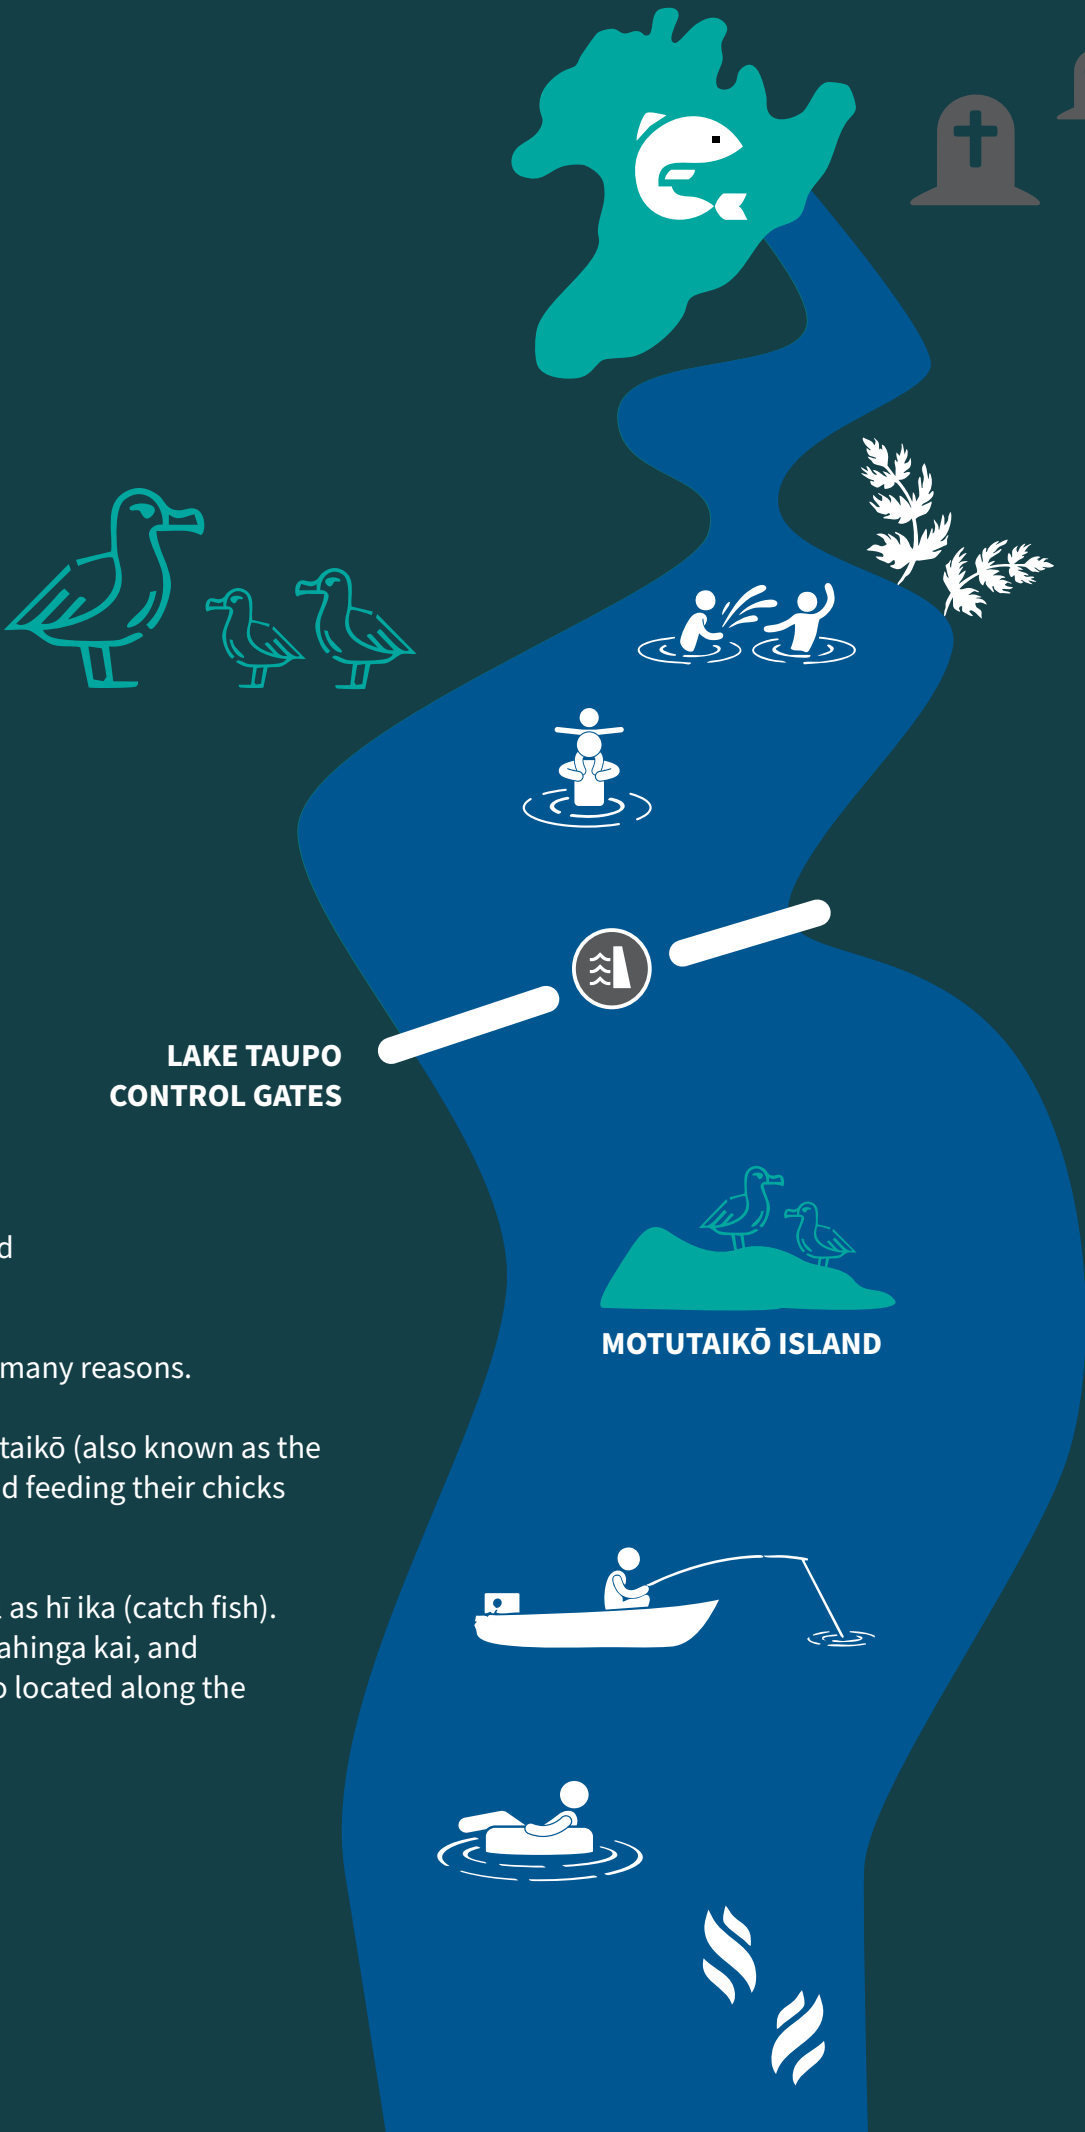 LAKE TAUPO
CONTROL GATES
MOTUTAIKŌ ISLAND
many reasons.
taikō (also known as the
d feeding their chicks
as hī ika (catch fish).
ahinga kai, and
located along the